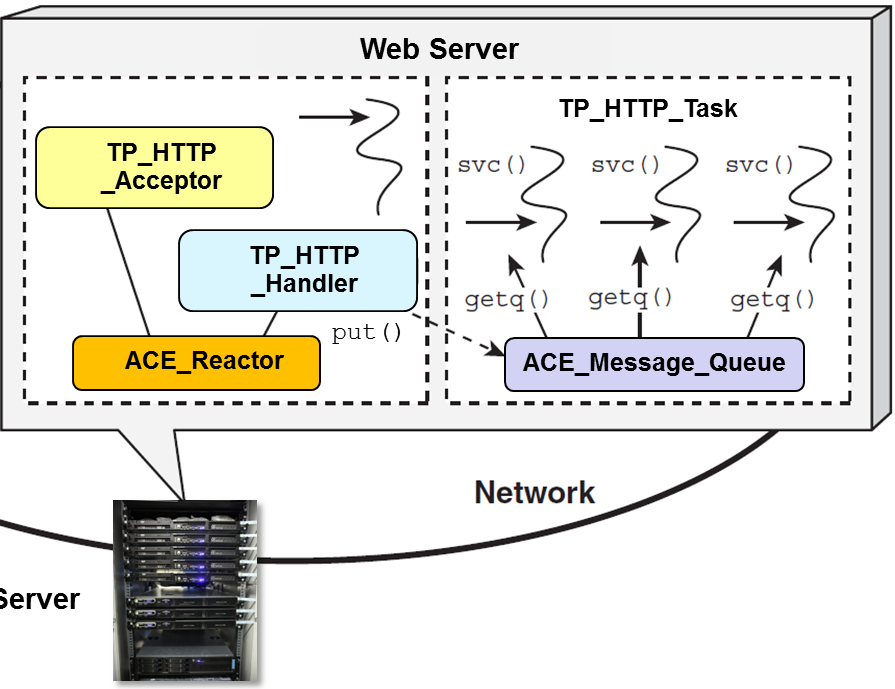 Web Server
TP_HTTP
_Acceptor
TP_HTTP
_Handler
ACE_Reactor
put()
TP_HTTP_Task
svc() svc() svc()
getq() getq() getq()
ACE_Message_Queue
Network
Server